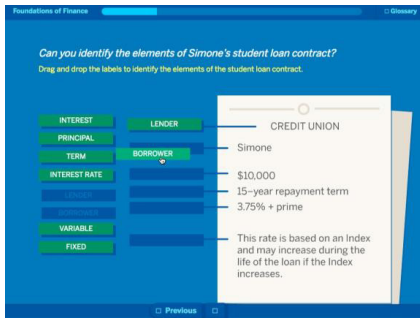 Foundations of Finance
Glossary
Can you identify the elements of Simone's student loan contract?
Drag and drop the labels to identify the elements of the student loan contract.
INTEREST
PRINCIPAL
TERM
INTEREST RATE
LENDER
BORROWER
VARIABLE
FIXED
LENDER
BORROWER
CREDIT UNION
Simone
$10,000
15-year repayment term
3.75% + prime
This rate is based on an Index
and may increase during the
life of the loan if the Index
increases.
Previous